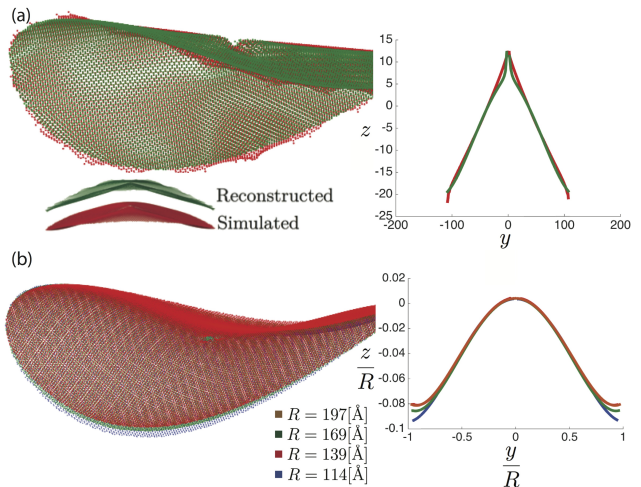 (a)
Reconstructed
Simulated
15
10
5
0
-5
-10
-15
-20
-25
z
-200 -100 0 100 200
y
(b)
R = 197[Å]
R = 169[Å]
R = 139[Å]
R = 114[Å]
0.02
0
-0.02
-0.04
-0.06
-0.08
-0.1
z
R
-1 -0.5 0 0.5 1
y
R